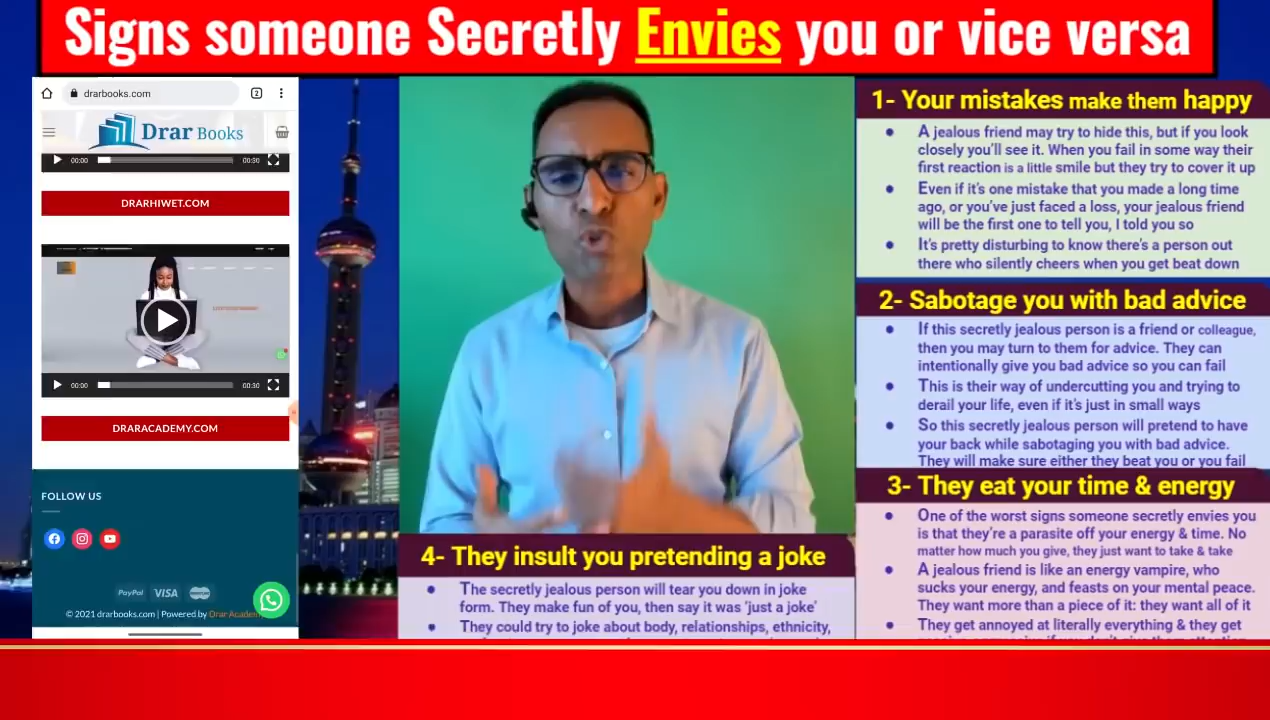 Signs someone Secretly Envies you or vice versa
drarbooks.com
2
Drar Books
00:00
00:30
DRARHIWET.COM
00:00
00:30
DRARACADEMY.COM
FOLLOW US
PayPal
VISA
© 2021 drarbooks.com | Powered by Drar Academy
4- They insult you pretending a joke
● The secretly jealous person will tear you down in joke
form. They make fun of you, then say it was 'just a joke'
● They could try to joke about body, relationships, ethnicity,
1- Your mistakes make them happy
● A jealous friend may try to hide this, but if you look
closely you'll see it. When you fail in some way their
first reaction is a little smile but they try to cover it up
● Even if it's one mistake that you made a long time
ago, or you've just faced a loss, your jealous friend
will be the first one to tell you, I told you so
● It's pretty disturbing to know there's a person out
there who silently cheers when you get beat down
2- Sabotage you with bad advice
● If this secretly jealous person is a friend or colleague,
then you may turn to them for advice. They can
intentionally give you bad advice so you can fail
● This is their way of undercutting you and trying to
derail your life, even if it's just in small ways
● So this secretly jealous person will pretend to have
your back while sabotaging you with bad advice.
They will make sure either they beat you or you fail
3- They eat your time & energy
● One of the worst signs someone secretly envies you
is that they're a parasite off your energy & time. No
matter how much you give, they just want to take & take
● A jealous friend is like an energy vampire, who
sucks your energy, and feasts on your mental peace.
They want more than a piece of it: they want all of it
● They get annoyed at literally everything & they get